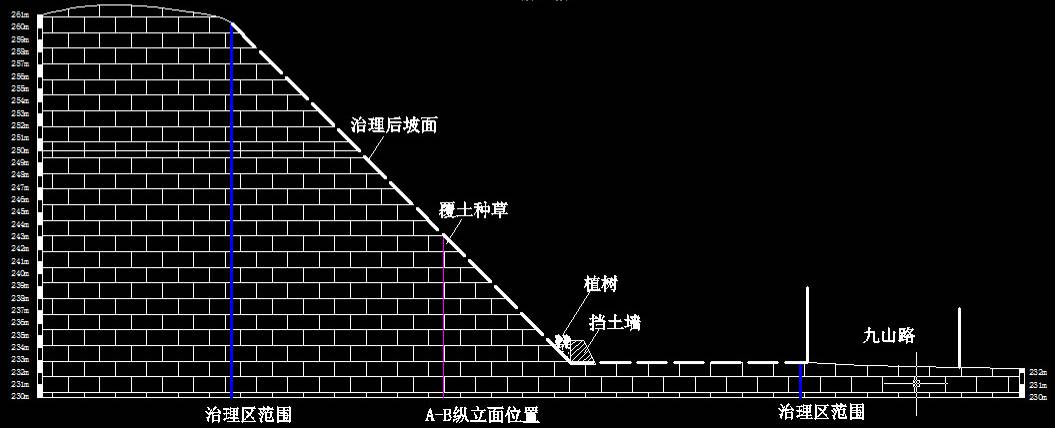 261m
260m
259m
258m
257m
256m
255m
254m
253m
252m
251m
250m
249m
248m
247m
246m
245m
244m
243m
242m
241m
240m
239m
238m
237m
236m
235m
234m
233m
232m
231m
230m
治理后坡面
覆土种草
植树
挡土墙
九山路
232m
231m
230m
治理区范围
A-B纵立面位置
治理区范围